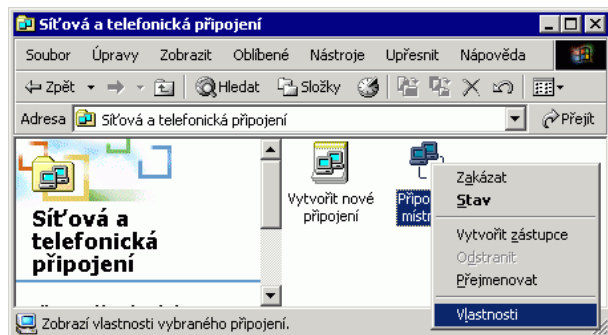 Síťová a telefonická připojení
Soubor Úpravy Zobrazit Oblíbené Nástroje Upřesnit Nápověda
Zpět Hledat Složky
Adresa Síťová a telefonická připojení Přejít
Síťová a
telefonická
připojení
Vytvořit nové
připojení
Zakázat
Stav
Vytvořit zástupce
Odstranit
Přejmenovat
Vlastnosti
Zobrazí vlastnosti vybraného připojení.